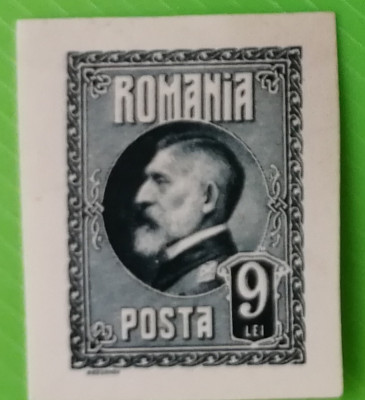 ROMANIA
POSTA
9
LEI